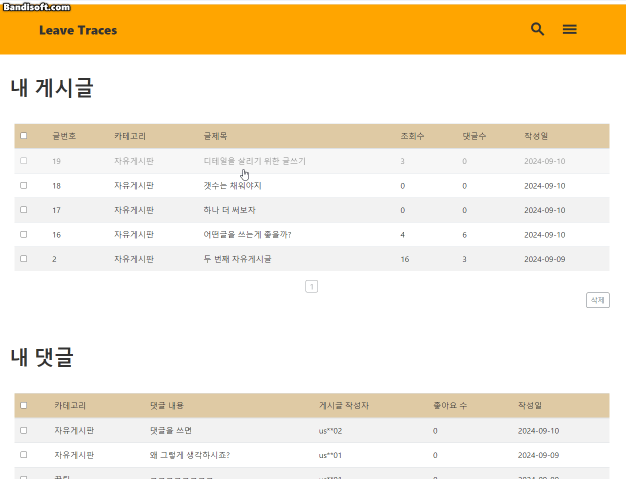 Bandisoft.com
Leave Traces
내 게시글
글번호 카테고리 글제목 조회수 댓글수 작성일
19 자유게시판 디테일을 살리기 위한 글쓰기 3 0 2024-09-10
18 자유게시판 갯수는 채워야지 0 0 2024-09-10
17 자유게시판 하나 더 써보자 0 0 2024-09-10
16 자유게시판 어떤글을 쓰는게 좋을까? 4 6 2024-09-10
2 자유게시판 두 번째 자유게시글 16 3 2024-09-09
1
삭제
내 댓글
카테고리 댓글 내용 게시글 작성자 좋아요 수 작성일
자유게시판 댓글을 쓰면 us**02 0 2024-09-10
자유게시판 왜 그렇게 생각하시죠? us**01 0 2024-09-09